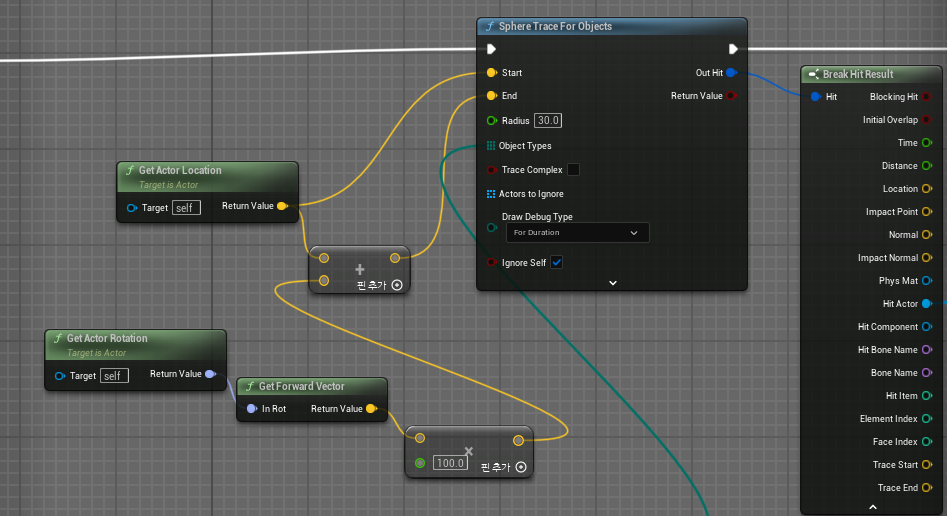 Sphere Trace For Objects
Start
Out Hit
End
Return Value
Radius 30.0
Object Types
Trace Complex
Actors to Ignore
Draw Debug Type
For Duration
Ignore Self
Break Hit Result
Hit
Blocking Hit
Initial Overlap
Time
Distance
Location
Impact Point
Normal
Impact Normal
Phys Mat
Hit Actor
Hit Component
Hit Bone Name
Bone Name
Hit Item
Element Index
Face Index
Trace Start
Trace End
Get Actor Location
Target is Actor
Target self
Return Value
+
핀 추가
Get Actor Rotation
Target is Actor
Target self
Return Value
Get Forward Vector
In Rot
Return Value
×
100.0
핀 추가